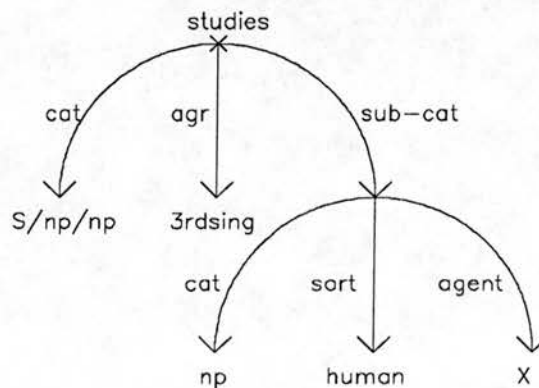 studies
cat agr sub-cat
S/np/np 3rdsing
cat sort agent
np human X